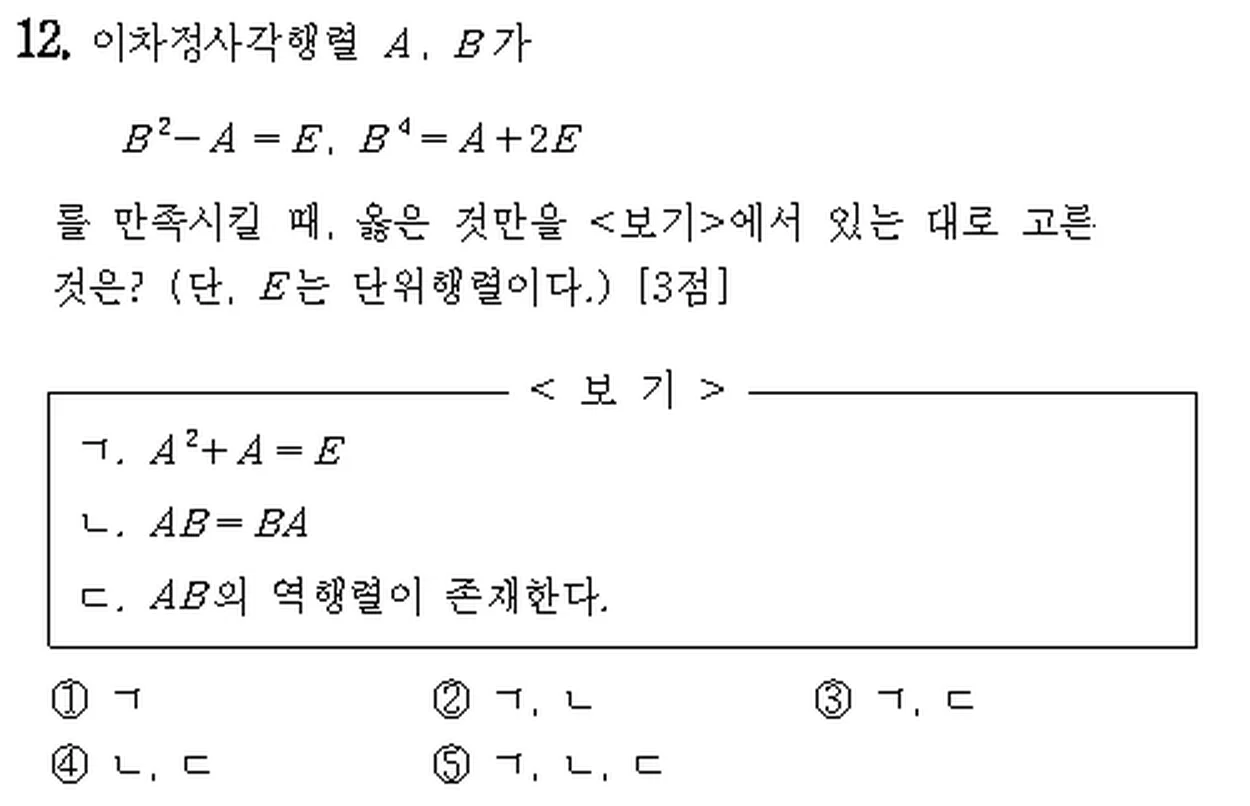 12. 이차정사각행렬 A, B가
B²− A = E, B⁴ = A + 2E
를 만족시킬 때, 옳은 것만을 <보기>에서 있는 대로 고른
것은? (단, E는 단위행렬이다.) [3점]
< 보 기 >
ㄱ. A²+ A = E
ㄴ. AB = BA
ㄷ. AB의 역행렬이 존재한다.
① ㄱ ② ㄱ, ㄴ ③ ㄱ, ㄷ
④ ㄴ, ㄷ ⑤ ㄱ, ㄴ, ㄷ